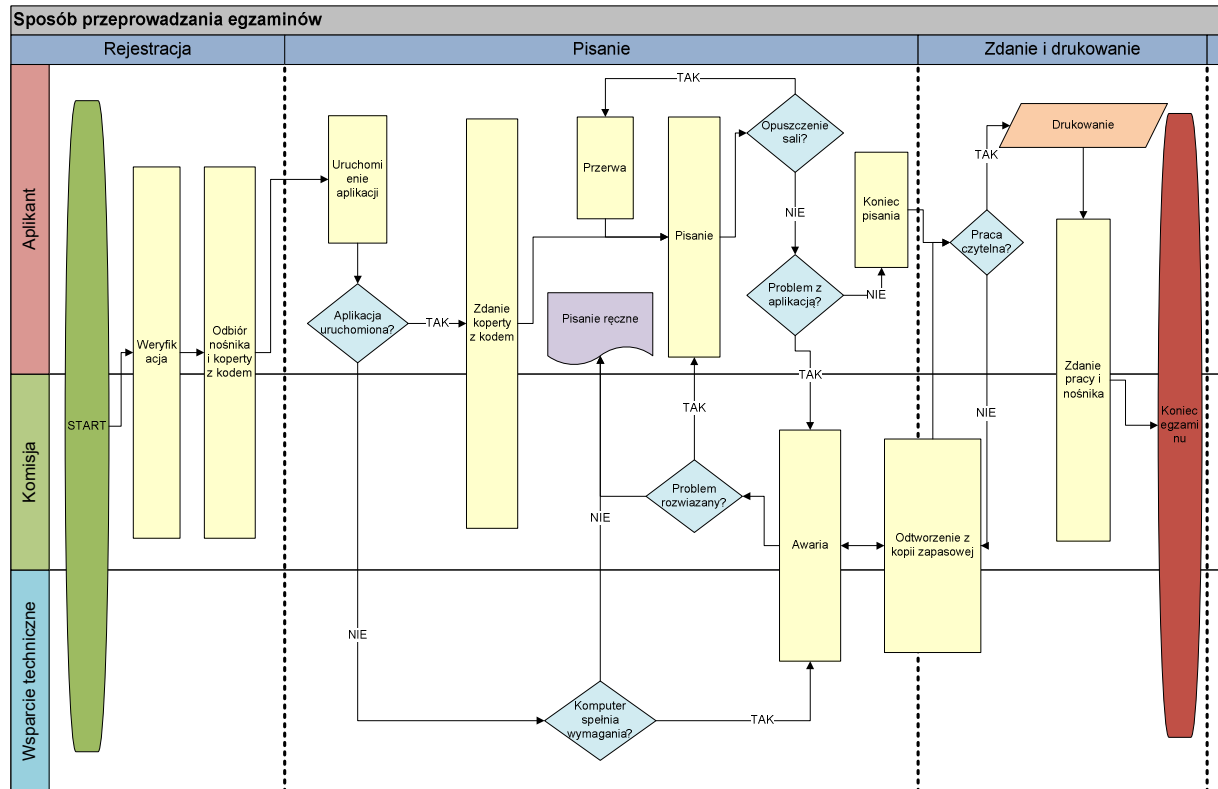 Sposób przeprowadzania egzaminów
Rejestracja
Pisanie
Zdanie i drukowanie
Aplikant
Komisja
Wsparcie techniczne
START
Weryfik
acja
Odbiór
nośnika
i koperty
z kodem
Uruchom
ienie
aplikacji
Aplikacja
uruchomiona?
TAK
NIE
Zdanie
koperty
z kodem
TAK
Przerwa
Pisanie
Opuszczenie
sali?
NIE
Pisanie ręczne
Problem z
aplikacją?
NIE
TAK
Koniec
pisania
Problem
rozwiazany?
TAK
NIE
Awaria
Komputer
spełnia
wymagania?
TAK
Odtworzenie z
kopii zapasowej
Praca
czytelna?
TAK
NIE
Drukowanie
Zdanie
pracy i
nośnika
Koniec
egzami
nu